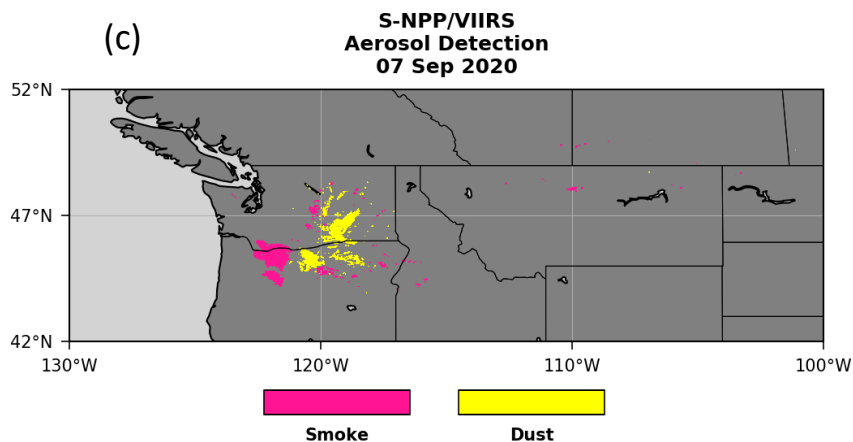 (c)
S-NPP/VIIRS
Aerosol Detection
07 Sep 2020
52°N
47°N
42°N
130°W
120°W
110°W
100°W
Smoke
Dust